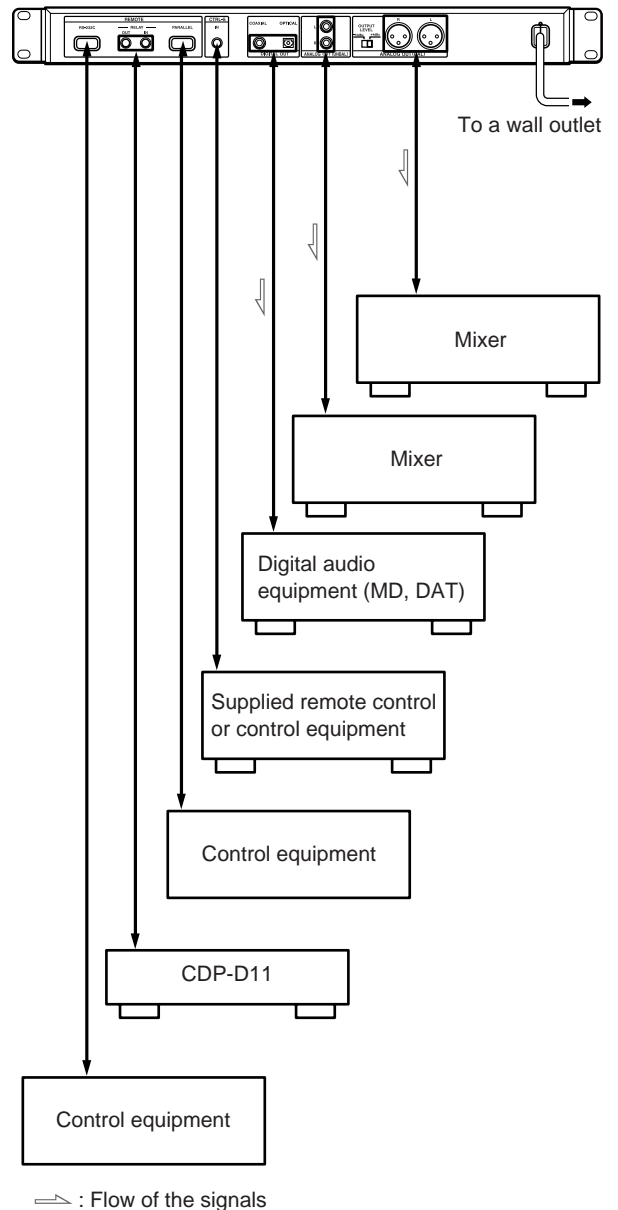 REMOTE
CTRL-S
RS-232C
RELAY
OUT IN
PARALLEL
IN
COAXIAL OPTICAL
DIGITAL OUT
L
R
ANALOG OUT (UNBAL)
OUTPUT
LEVEL
R L
ANALOG OUT (BAL)
To a wall outlet
Mixer
Mixer
Digital audio
equipment (MD, DAT)
Supplied remote control
or control equipment
Control equipment
CDP-D11
Control equipment
: Flow of the signals